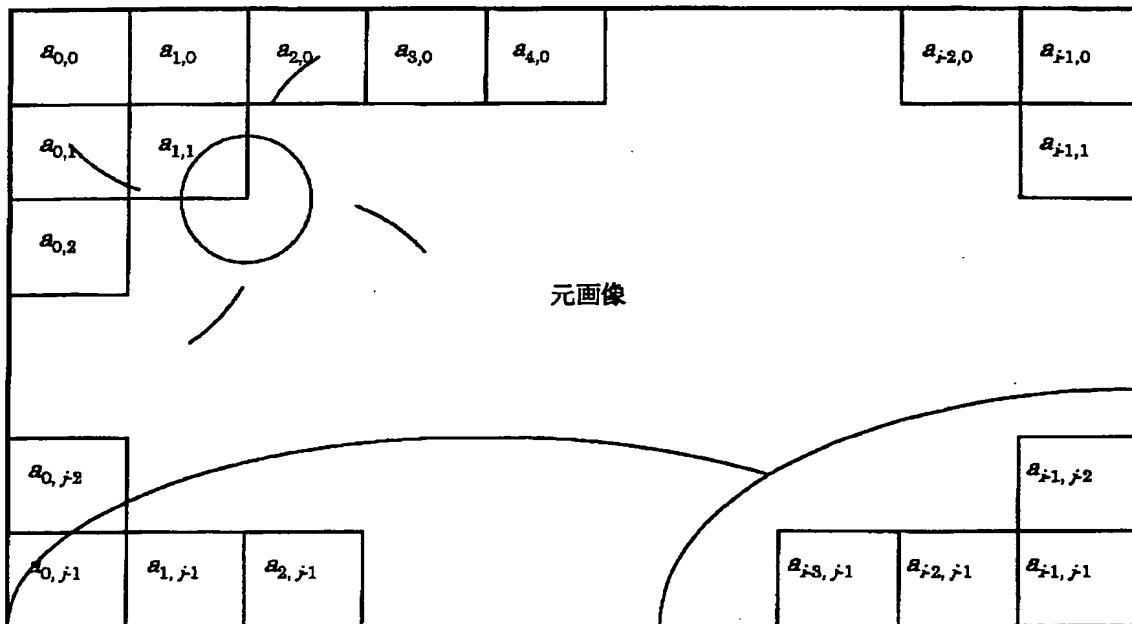 a0,0 a1,0 a2,0 a3,0 a4,0 ai-2,0 ai-1,0
a0,1 a1,1 ai-1,1
a0,2
元画像
a0, j-2 ai-1, j-2
a0, j-1 a1, j-1 a2, j-1 ai-3, j-1 ai-2, j-1 ai-1, j-1